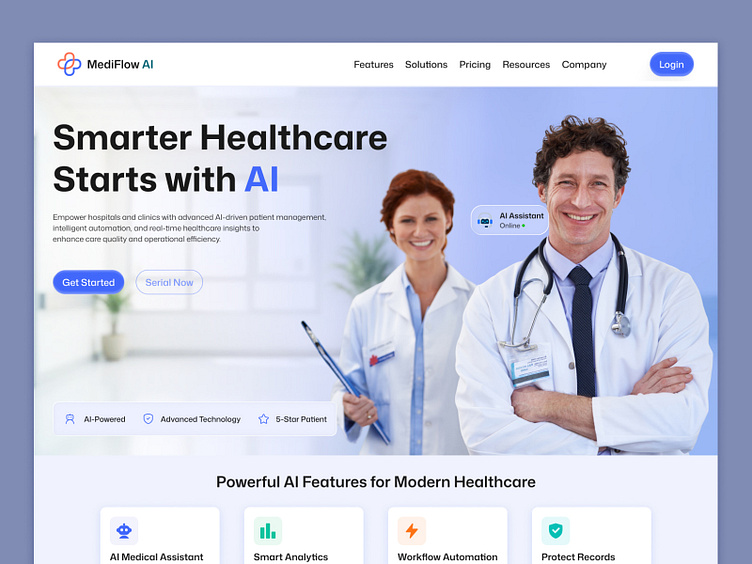 MediFlow AI
Features
Solutions
Pricing
Resources
Company
Login
Smarter Healthcare
Starts with AI
Empower hospitals and clinics with advanced AI-driven patient management,
intelligent automation, and real-time healthcare insights to
enhance care quality and operational efficiency.
Get Started
Serial Now
AI Assistant
Online
AI-Powered
Advanced Technology
5-Star Patient
Powerful AI Features for Modern Healthcare
AI Medical Assistant
Smart Analytics
Workflow Automation
Protect Records